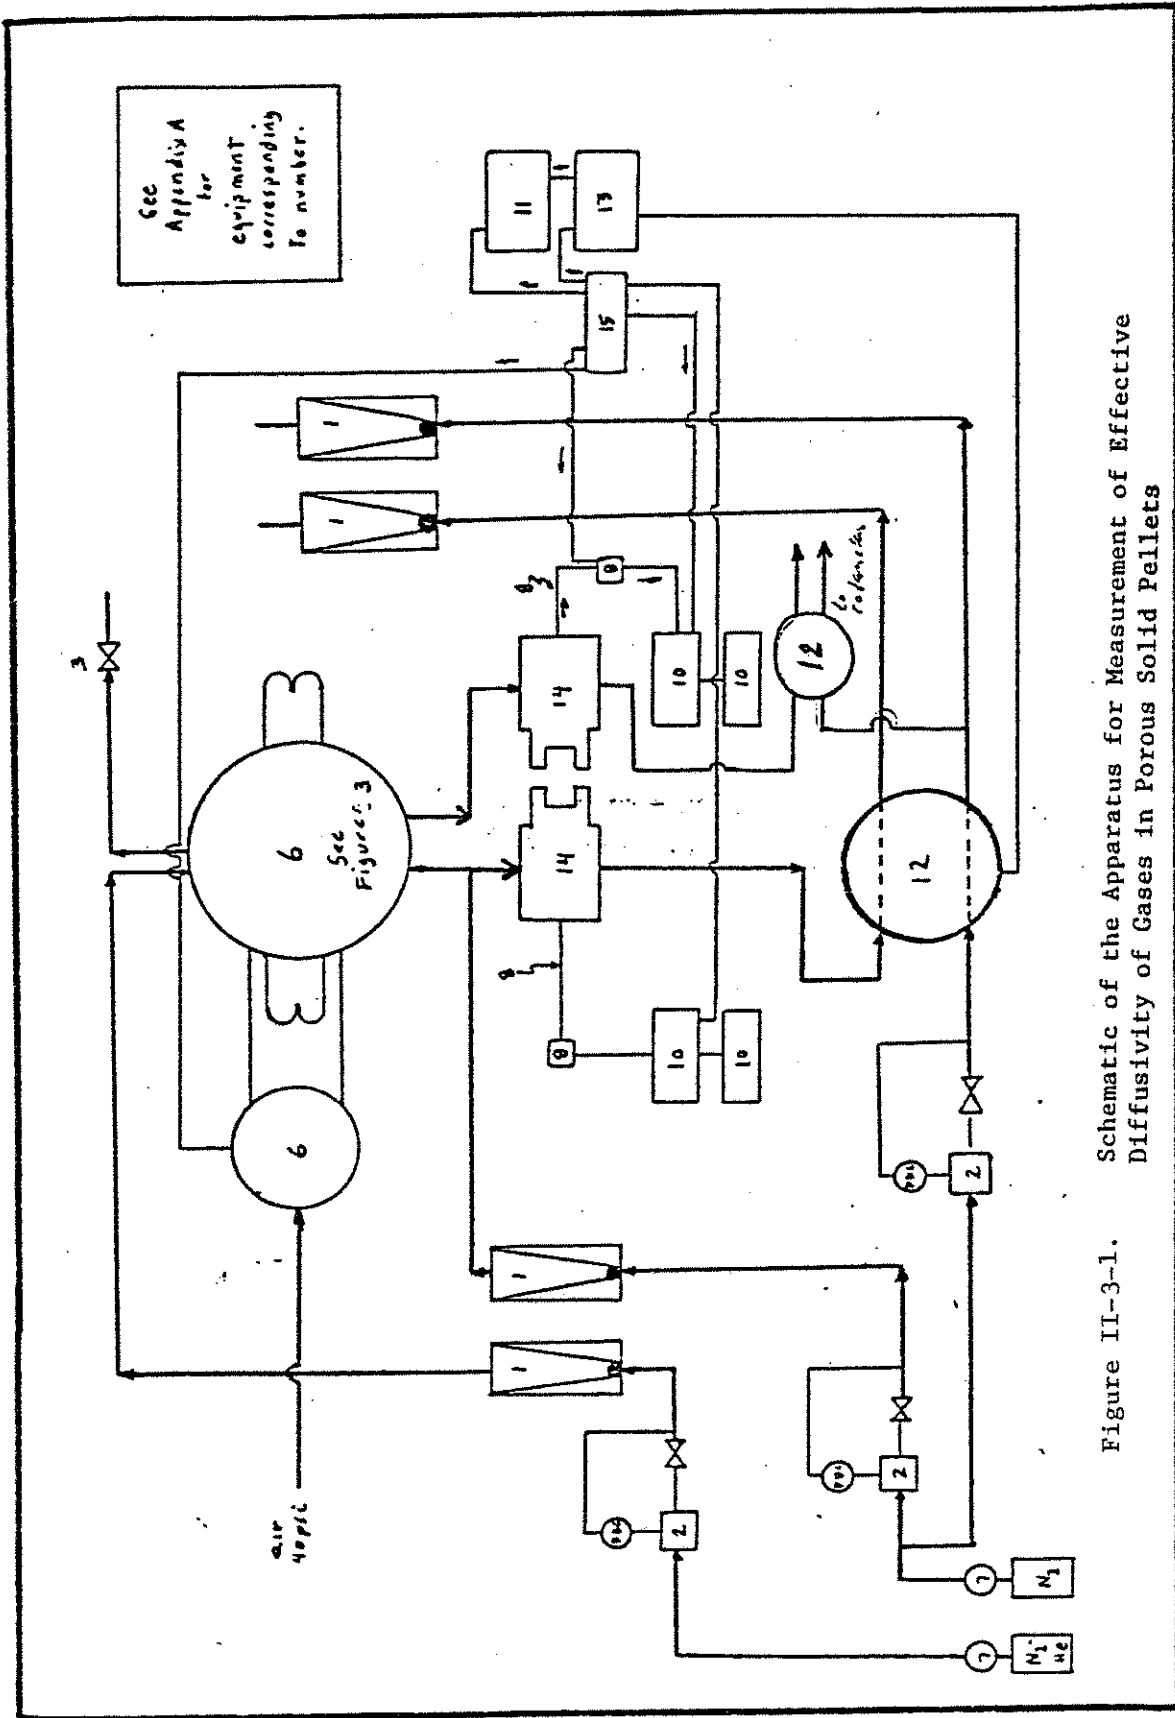 See
Appendix A
for
equipment
corresponding
To number.
3
6
See
Figure 3
6
air
40 psi
1
1
1
1
11
13
15
14
14
8
8
8
8
10
10
10
10
12
to
rotameter
12
2
2
2
7
7
N2
He
N2
Figure II-3-1. Schematic of the Apparatus for Measurement of Effective
Diffusivity of Gases in Porous Solid Pellets